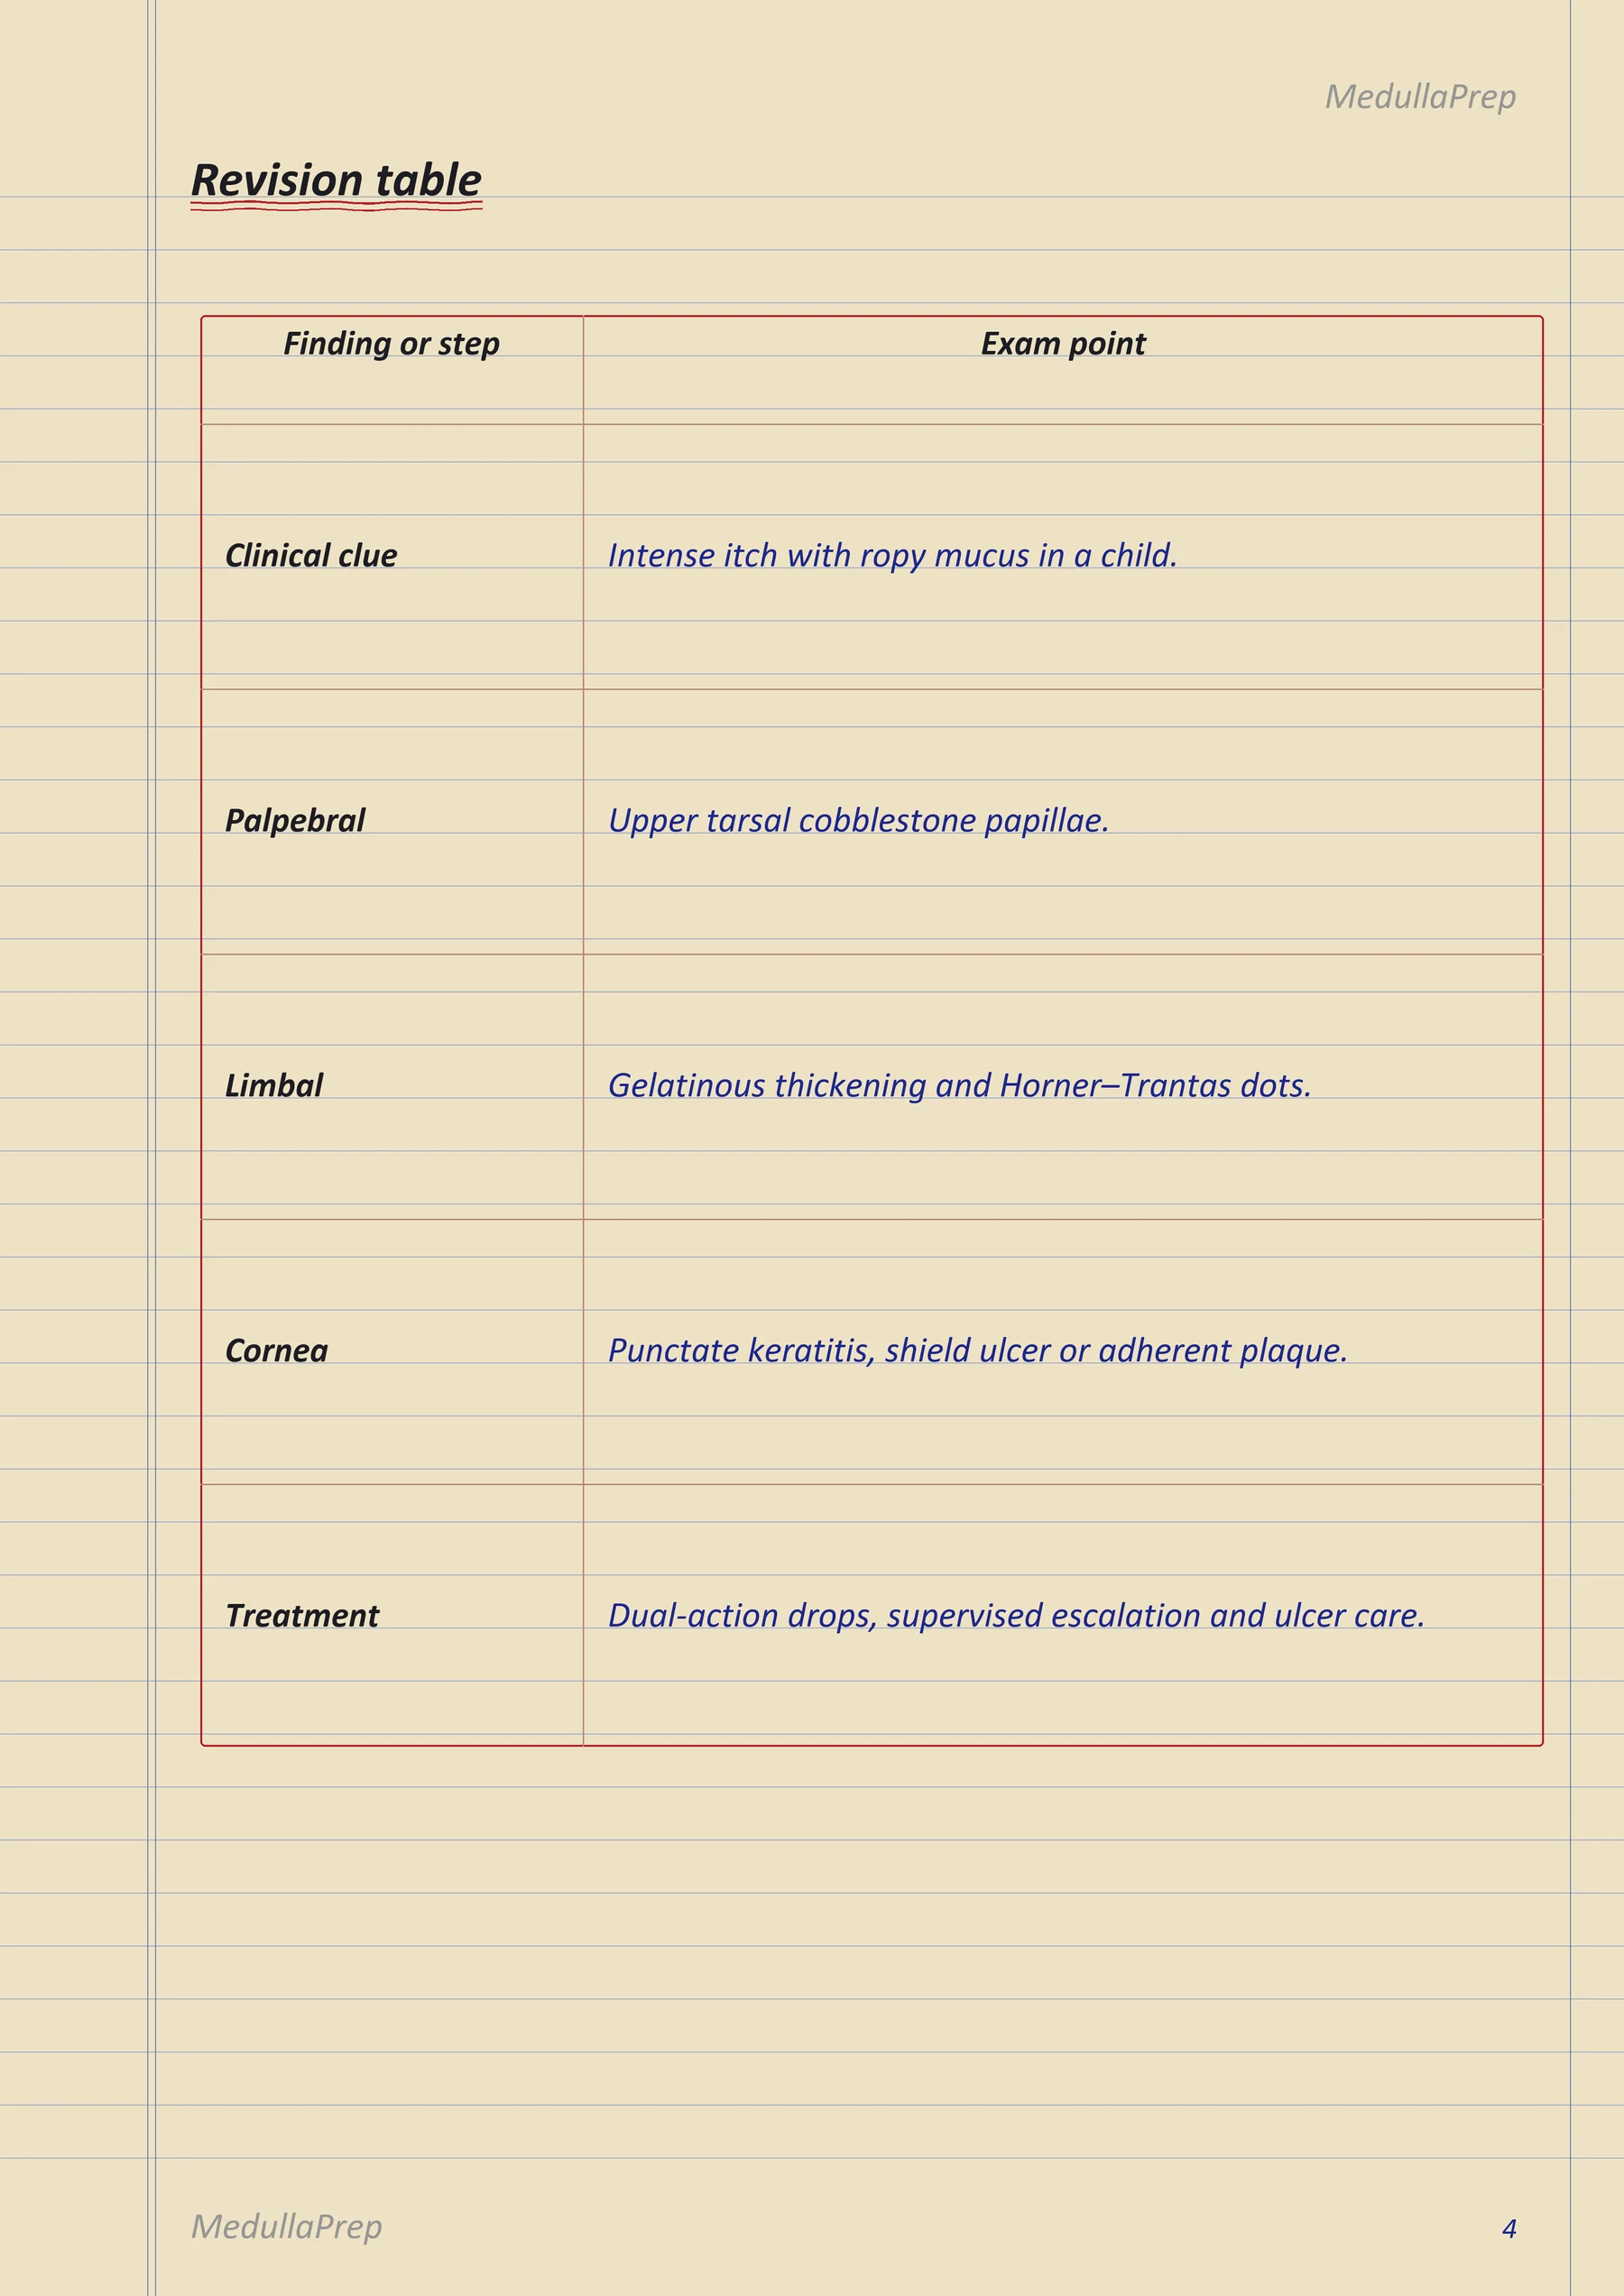 MedullaPrep
Revision table
Finding or step Exam point
Clinical clue Intense itch with ropy mucus in a child.
Palpebral Upper tarsal cobblestone papillae.
Limbal Gelatinous thickening and Horner–Trantas dots.
Cornea Punctate keratitis, shield ulcer or adherent plaque.
Treatment Dual-action drops, supervised escalation and ulcer care.
MedullaPrep 4